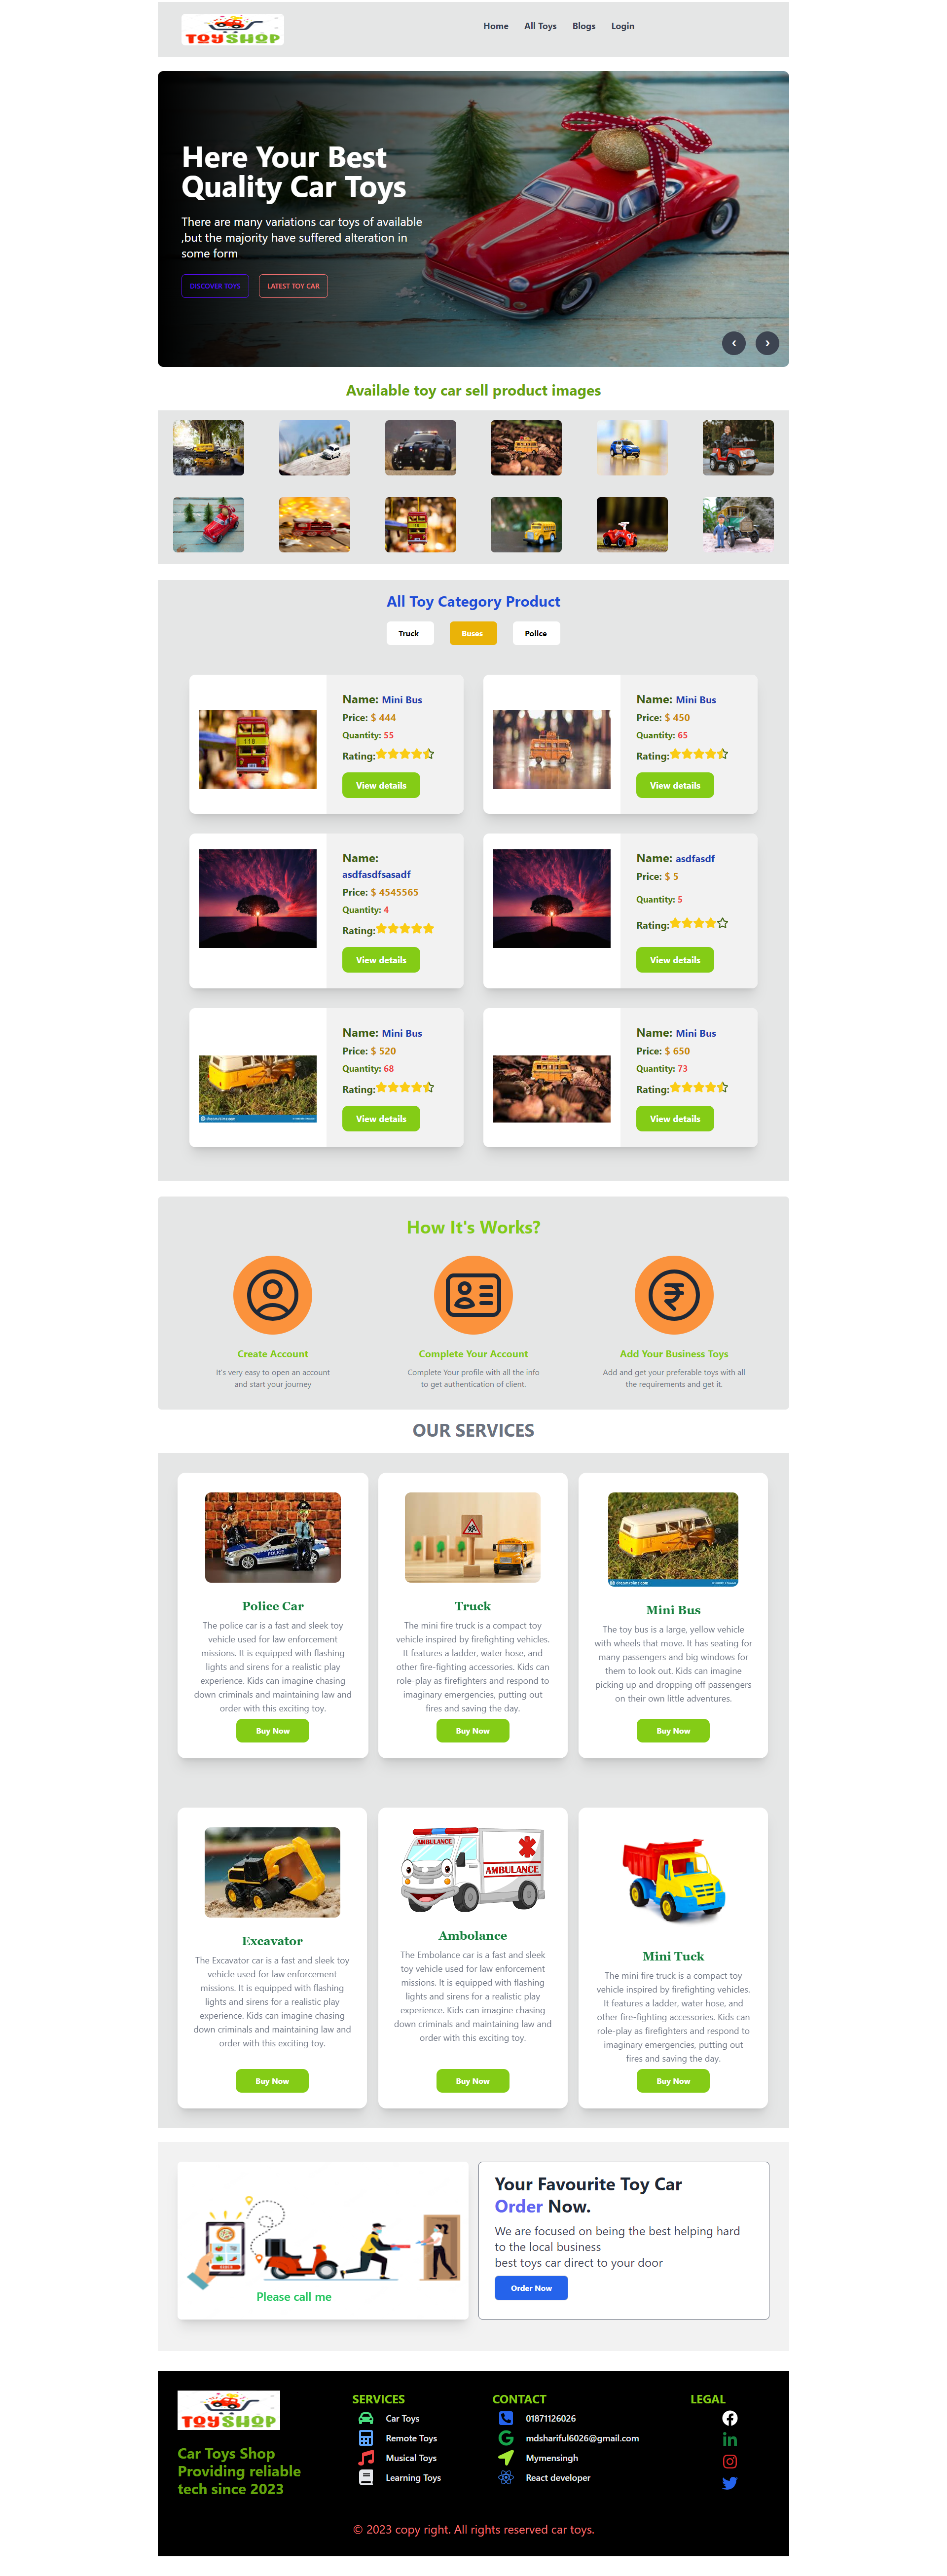 TOYSHOP
Home All Toys Blogs Login
Here Your Best
Quality Car Toys
There are many variations car toys of available
,but the majority have suffered alteration in
some form
DISCOVER TOYS LATEST TOY CAR
Available toy car sell product images
All Toy Category Product
Truck Buses Police
Name: Mini Bus
Price: $ 444
Quantity: 55
Rating:
View details
118
Name: Mini Bus
Price: $ 450
Quantity: 65
Rating:
View details
Name:
asdfasdfsasadf
Price: $ 4545565
Quantity: 4
Rating:
View details
Name: asdfasdf
Price: $ 5
Quantity: 5
Rating:
View details
Name: Mini Bus
Price: $ 520
Quantity: 68
Rating:
View details
dreamstime
Name: Mini Bus
Price: $ 650
Quantity: 73
Rating:
View details
How It's Works?
Create Account
It's very easy to open an account
and start your journey
Complete Your Account
Complete Your profile with all the info
to get authentication of client.
Add Your Business Toys
Add and get your preferable toys with all
the requirements and get it.
OUR SERVICES
POLICE
Police Car
The police car is a fast and sleek toy
vehicle used for law enforcement
missions. It is equipped with flashing
lights and sirens for a realistic play
experience. Kids can imagine chasing
down criminals and maintaining law and
order with this exciting toy.
Buy Now
Truck
The mini fire truck is a compact toy
vehicle inspired by firefighting vehicles.
It features a ladder, water hose, and
other fire-fighting accessories. Kids can
role-play as firefighters and respond to
imaginary emergencies, putting out
fires and saving the day.
Buy Now
dreamstime
Mini Bus
The toy bus is a large, yellow vehicle
with wheels that move. It has seating for
many passengers and big windows for
them to look out. Kids can imagine
picking up and dropping off passengers
on their own little adventures.
Buy Now
Excavator
The Excavator car is a fast and sleek toy
vehicle used for law enforcement
missions. It is equipped with flashing
lights and sirens for a realistic play
experience. Kids can imagine chasing
down criminals and maintaining law and
order with this exciting toy.
Buy Now
AMBULANCE
AMBULANCE
Ambolance
The Embolance car is a fast and sleek
toy vehicle used for law enforcement
missions. It is equipped with flashing
lights and sirens for a realistic play
experience. Kids can imagine chasing
down criminals and maintaining law and
order with this exciting toy.
Buy Now
Mini Tuck
The mini fire truck is a compact toy
vehicle inspired by firefighting vehicles.
It features a ladder, water hose, and
other fire-fighting accessories. Kids can
role-play as firefighters and respond to
imaginary emergencies, putting out
fires and saving the day.
Buy Now
Please call me
Your Favourite Toy Car
Order Now.
We are focused on being the best helping hard
to the local business
best toys car direct to your door
Order Now
TOYSHOP
Car Toys Shop
Providing reliable
tech since 2023
SERVICES
Car Toys
Remote Toys
Musical Toys
Learning Toys
CONTACT
01871126026
mdshariful6026@gmail.com
Mymensingh
React developer
LEGAL
© 2023 copy right. All rights reserved car toys.